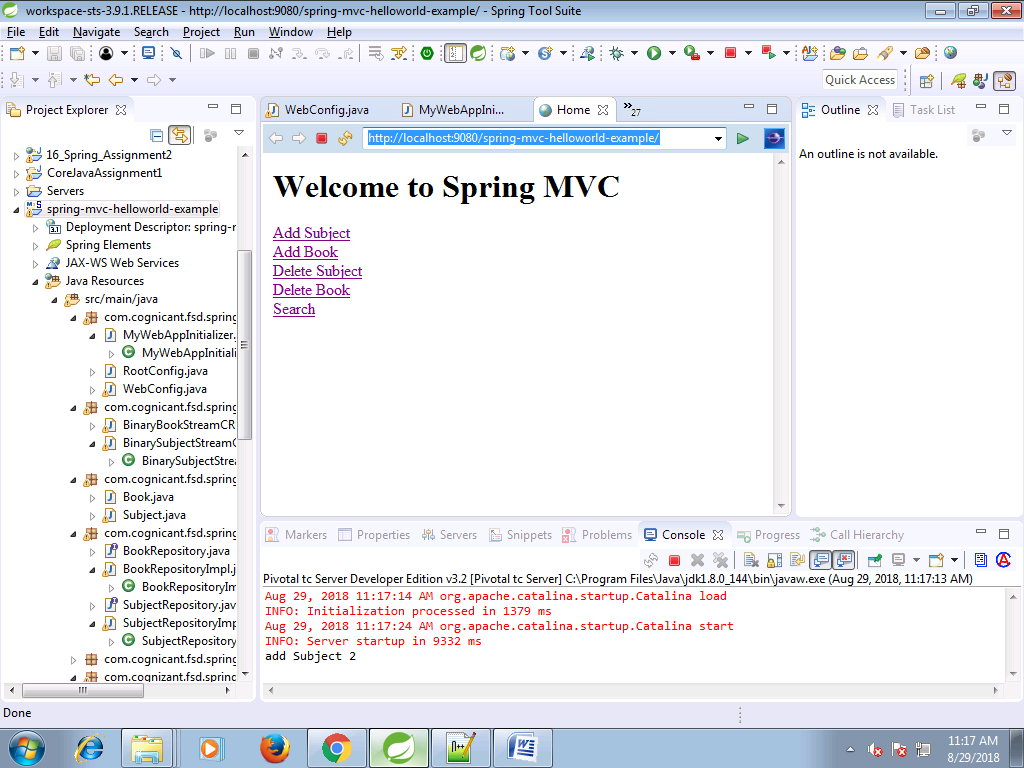 workspace-sts-3.9.1.RELEASE - http://localhost:9080/spring-mvc-helloworld-example/ - Spring Tool Suite
File Edit Navigate Search Project Run Window Help
Quick Access
Project Explorer
16_Spring_Assignment2
CoreJavaAssignment1
Servers
spring-mvc-helloworld-example
Deployment Descriptor: spring-r
Spring Elements
JAX-WS Web Services
Java Resources
src/main/java
com.cognicant.fsd.spring
MyWebAppInitializer.
MyWebAppInitiali
RootConfig.java
WebConfig.java
com.cognicant.fsd.spring
BinaryBookStreamCR
BinarySubjectStreamC
BinarySubjectStrea
com.cognicant.fsd.spring
Book.java
Subject.java
com.cognicant.fsd.spring
BookRepository.java
BookRepositoryImpl.j
BookRepositoryIm
SubjectRepository.jav
SubjectRepositoryImp
SubjectRepository
com.cognicant.fsd.spring
com.cognizant.fsd.spring
WebConfig.java MyWebAppIni... Home »27
http://localhost:9080/spring-mvc-helloworld-example/
Welcome to Spring MVC
Add Subject
Add Book
Delete Subject
Delete Book
Search
Outline Task List
An outline is not available.
Markers Properties Servers Snippets Problems Console Progress Call Hierarchy
Pivotal tc Server Developer Edition v3.2 [Pivotal tc Server] C:\Program Files\Java\jdk1.8.0_144\bin\javaw.exe (Aug 29, 2018, 11:17:13 AM)
Aug 29, 2018 11:17:14 AM org.apache.catalina.startup.Catalina load
INFO: Initialization processed in 1379 ms
Aug 29, 2018 11:17:24 AM org.apache.catalina.startup.Catalina start
INFO: Server startup in 9332 ms
add Subject 2
Done
11:17 AM
8/29/2018